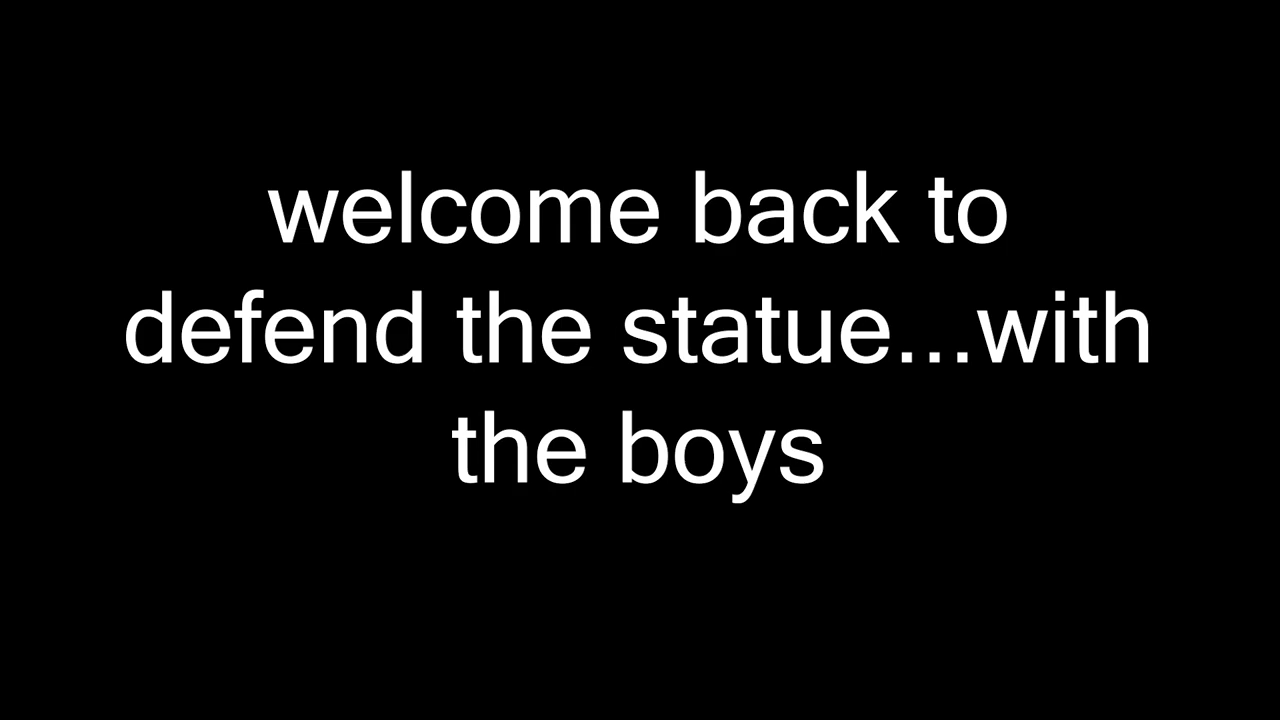 welcome back to
defend the statue...with
the boys